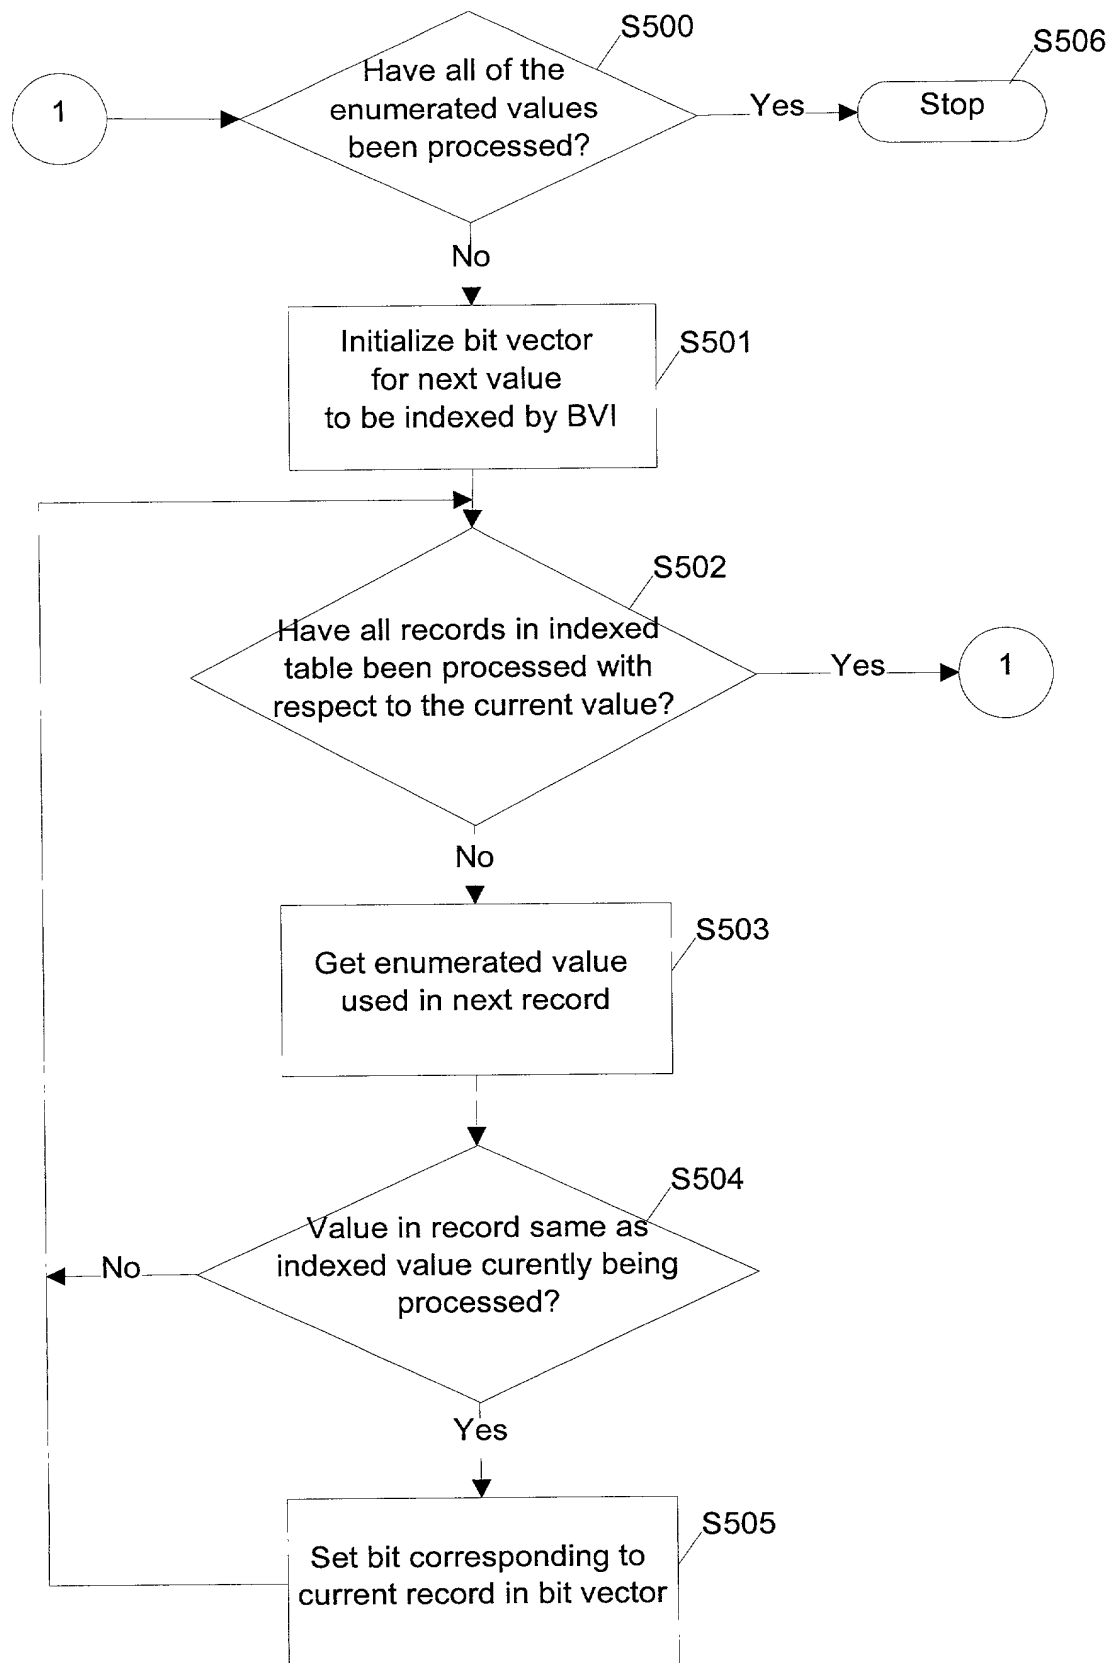 S500
S506
1
Have all of the
enumerated values
been processed?
Yes
Stop
No
Initialize bit vector
for next value
to be indexed by BVI
S501
S502
Have all records in indexed
table been processed with
respect to the current value?
Yes
1
No
S503
Get enumerated value
used in next record
S504
Value in record same as
indexed value curently being
processed?
No
Yes
S505
Set bit corresponding to
current record in bit vector